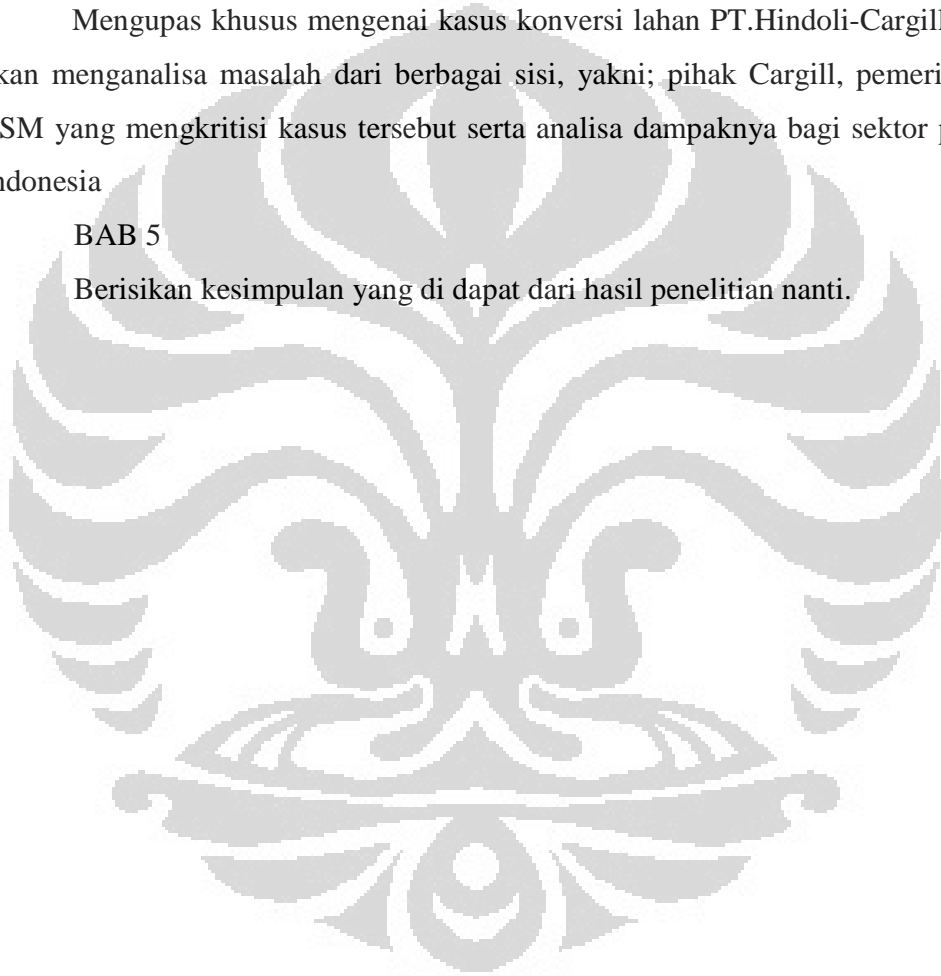 Mengupas khusus mengenai kasus konversi lahan PT.Hindoli-Cargill
kan menganalisa masalah dari berbagai sisi, yakni; pihak Cargill, pemeri
SM yang mengkritisi kasus tersebut serta analisa dampaknya bagi sektor p
ndonesia
BAB 5
Berisikan kesimpulan yang di dapat dari hasil penelitian nanti.